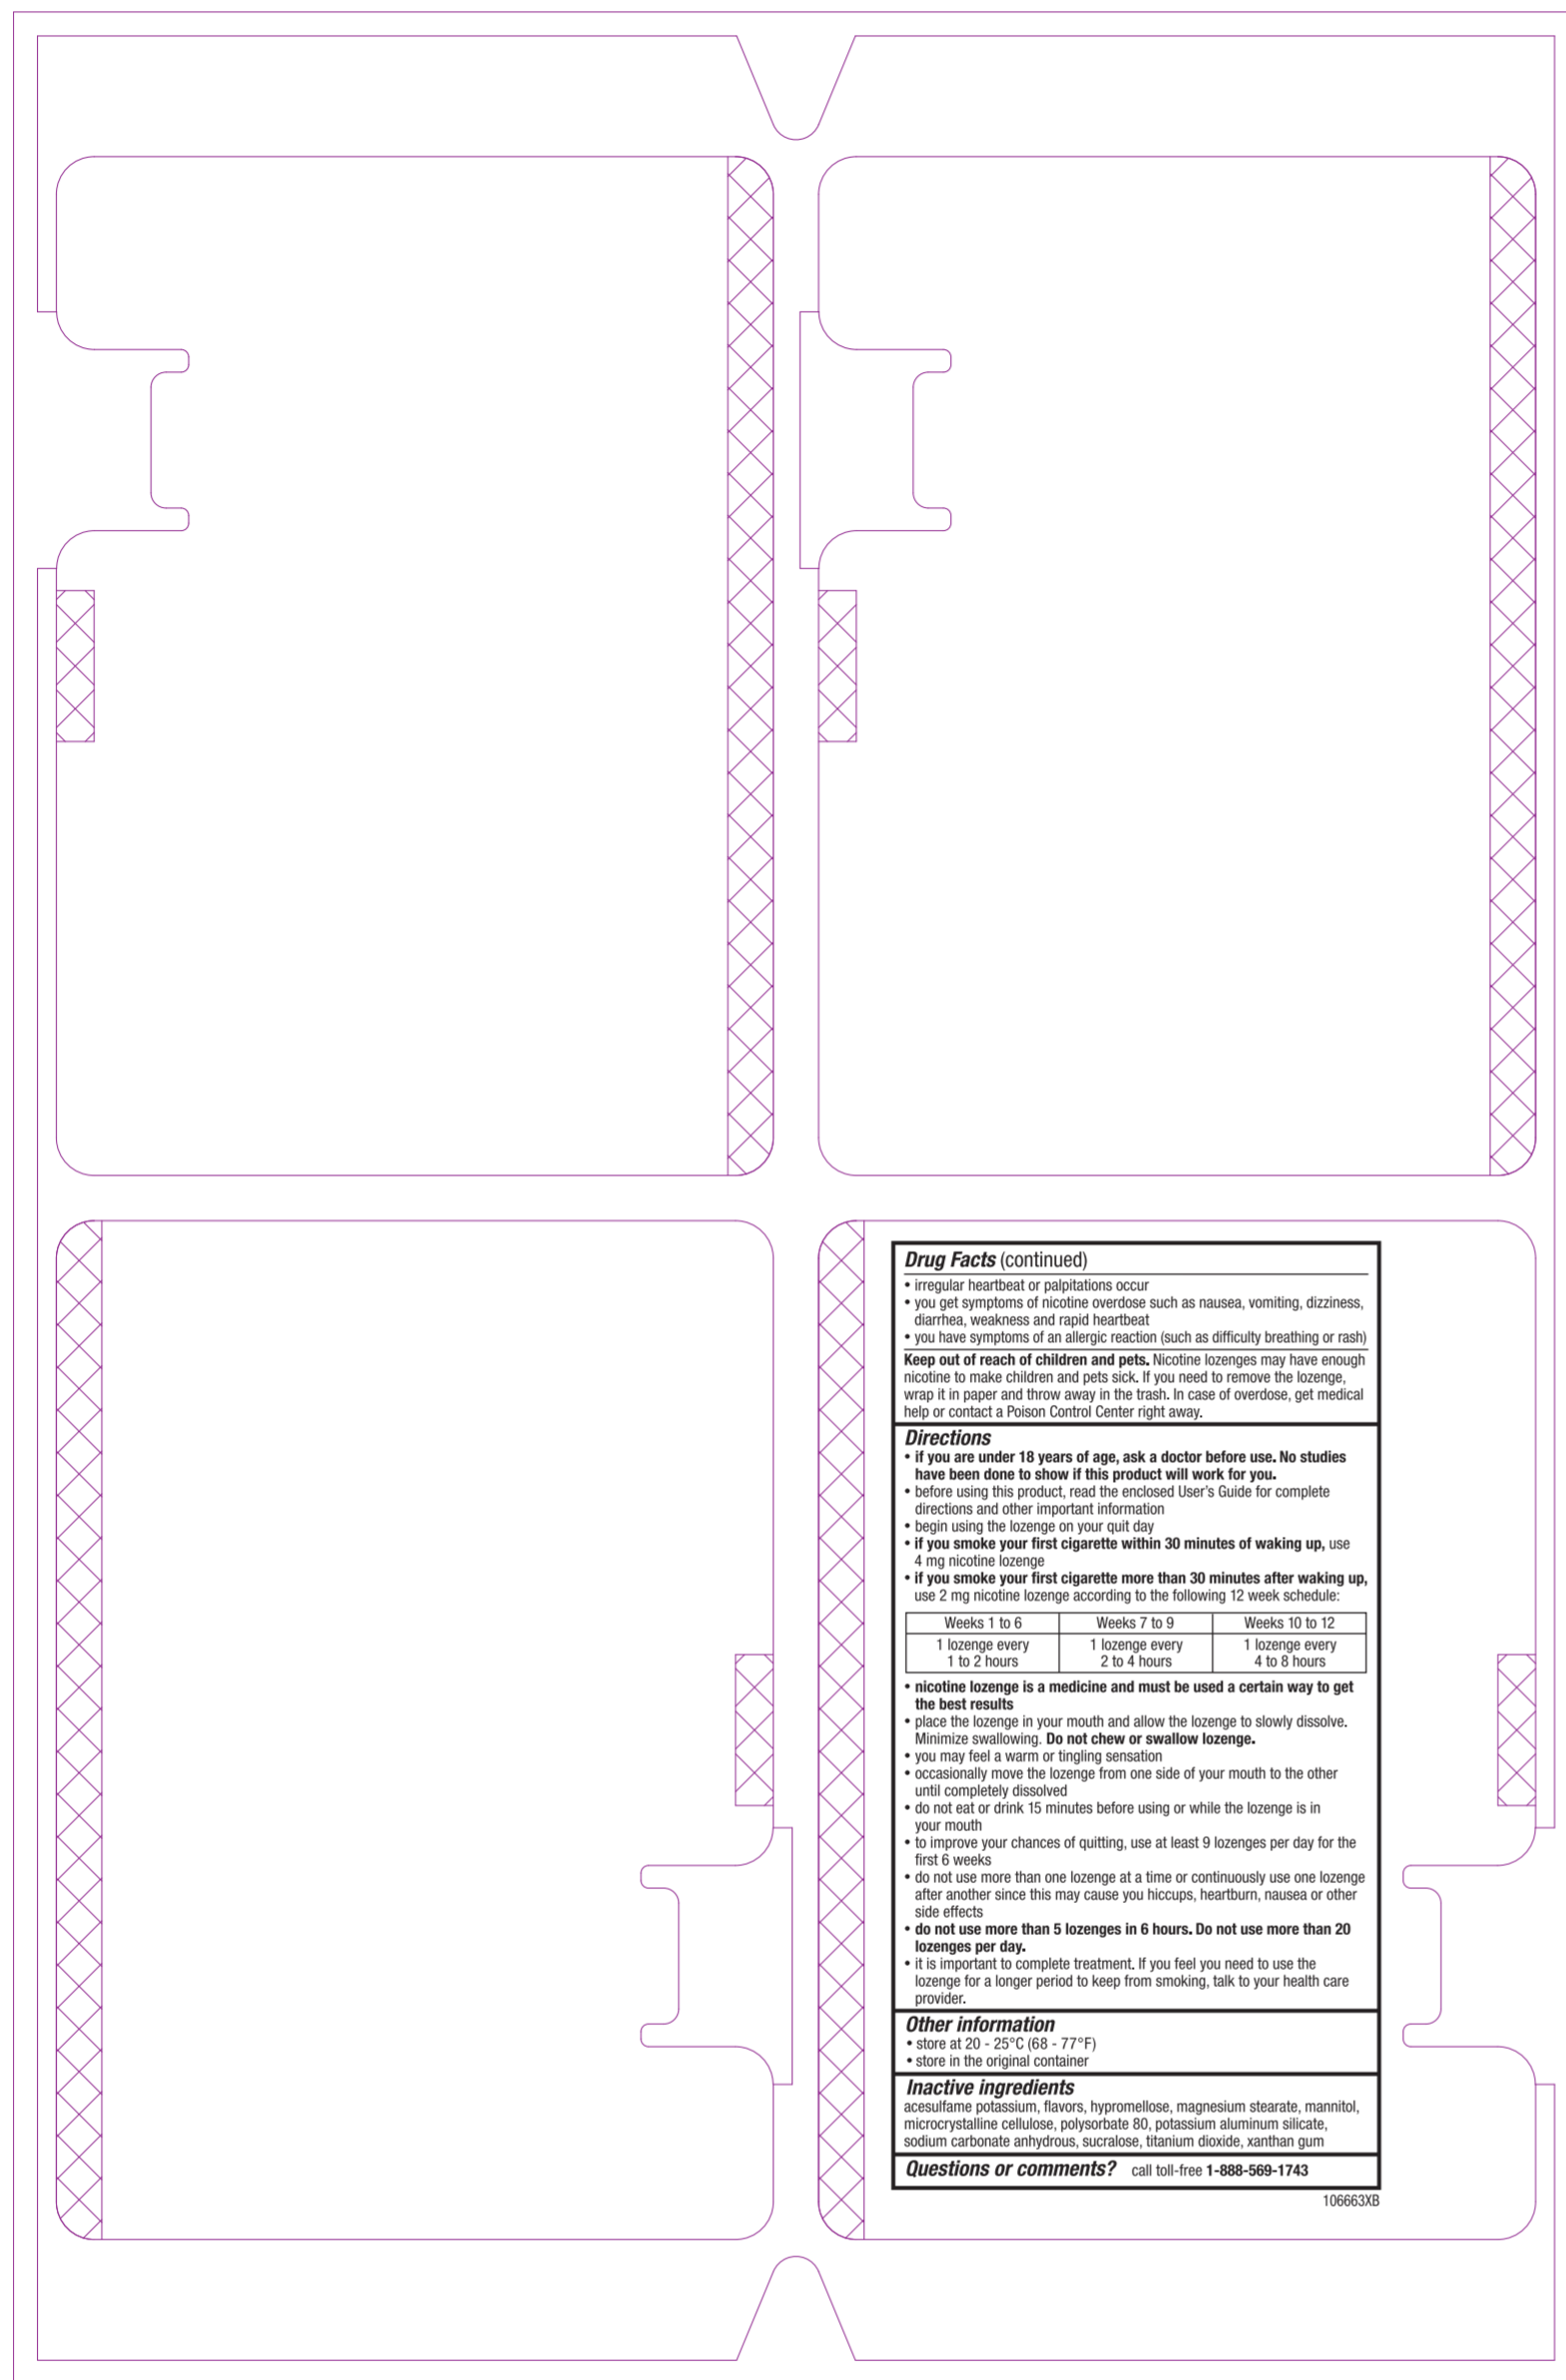 Drug Facts (continued)
• irregular heartbeat or palpitations occur
• you get symptoms of nicotine overdose such as nausea, vomiting, dizziness,
diarrhea, weakness and rapid heartbeat
• you have symptoms of an allergic reaction (such as difficulty breathing or rash)
Keep out of reach of children and pets. Nicotine lozenges may have enough
nicotine to make children and pets sick. If you need to remove the lozenge,
wrap it in paper and throw away in the trash. In case of overdose, get medical
help or contact a Poison Control Center right away.
Directions
• if you are under 18 years of age, ask a doctor before use. No studies
have been done to show if this product will work for you.
• before using this product, read the enclosed User's Guide for complete
directions and other important information
• begin using the lozenge on your quit day
• if you smoke your first cigarette within 30 minutes of waking up, use
4 mg nicotine lozenge
• if you smoke your first cigarette more than 30 minutes after waking up,
use 2 mg nicotine lozenge according to the following 12 week schedule:
Weeks 1 to 6 Weeks 7 to 9 Weeks 10 to 12
1 lozenge every 1 lozenge every 1 lozenge every
1 to 2 hours 2 to 4 hours 4 to 8 hours
• nicotine lozenge is a medicine and must be used a certain way to get
the best results
• place the lozenge in your mouth and allow the lozenge to slowly dissolve.
Minimize swallowing. Do not chew or swallow lozenge.
• you may feel a warm or tingling sensation
• occasionally move the lozenge from one side of your mouth to the other
until completely dissolved
• do not eat or drink 15 minutes before using or while the lozenge is in
your mouth
• to improve your chances of quitting, use at least 9 lozenges per day for the
first 6 weeks
• do not use more than one lozenge at a time or continuously use one lozenge
after another since this may cause you hiccups, heartburn, nausea or other
side effects
• do not use more than 5 lozenges in 6 hours. Do not use more than 20
lozenges per day.
• it is important to complete treatment. If you feel you need to use the
lozenge for a longer period to keep from smoking, talk to your health care
provider.
Other information
• store at 20 - 25°C (68 - 77°F)
• store in the original container
Inactive ingredients
acesulfame potassium, flavors, hypromellose, magnesium stearate, mannitol,
microcrystalline cellulose, polysorbate 80, potassium aluminum silicate,
sodium carbonate anhydrous, sucralose, titanium dioxide, xanthan gum
Questions or comments? call toll-free 1-888-569-1743
106663XB